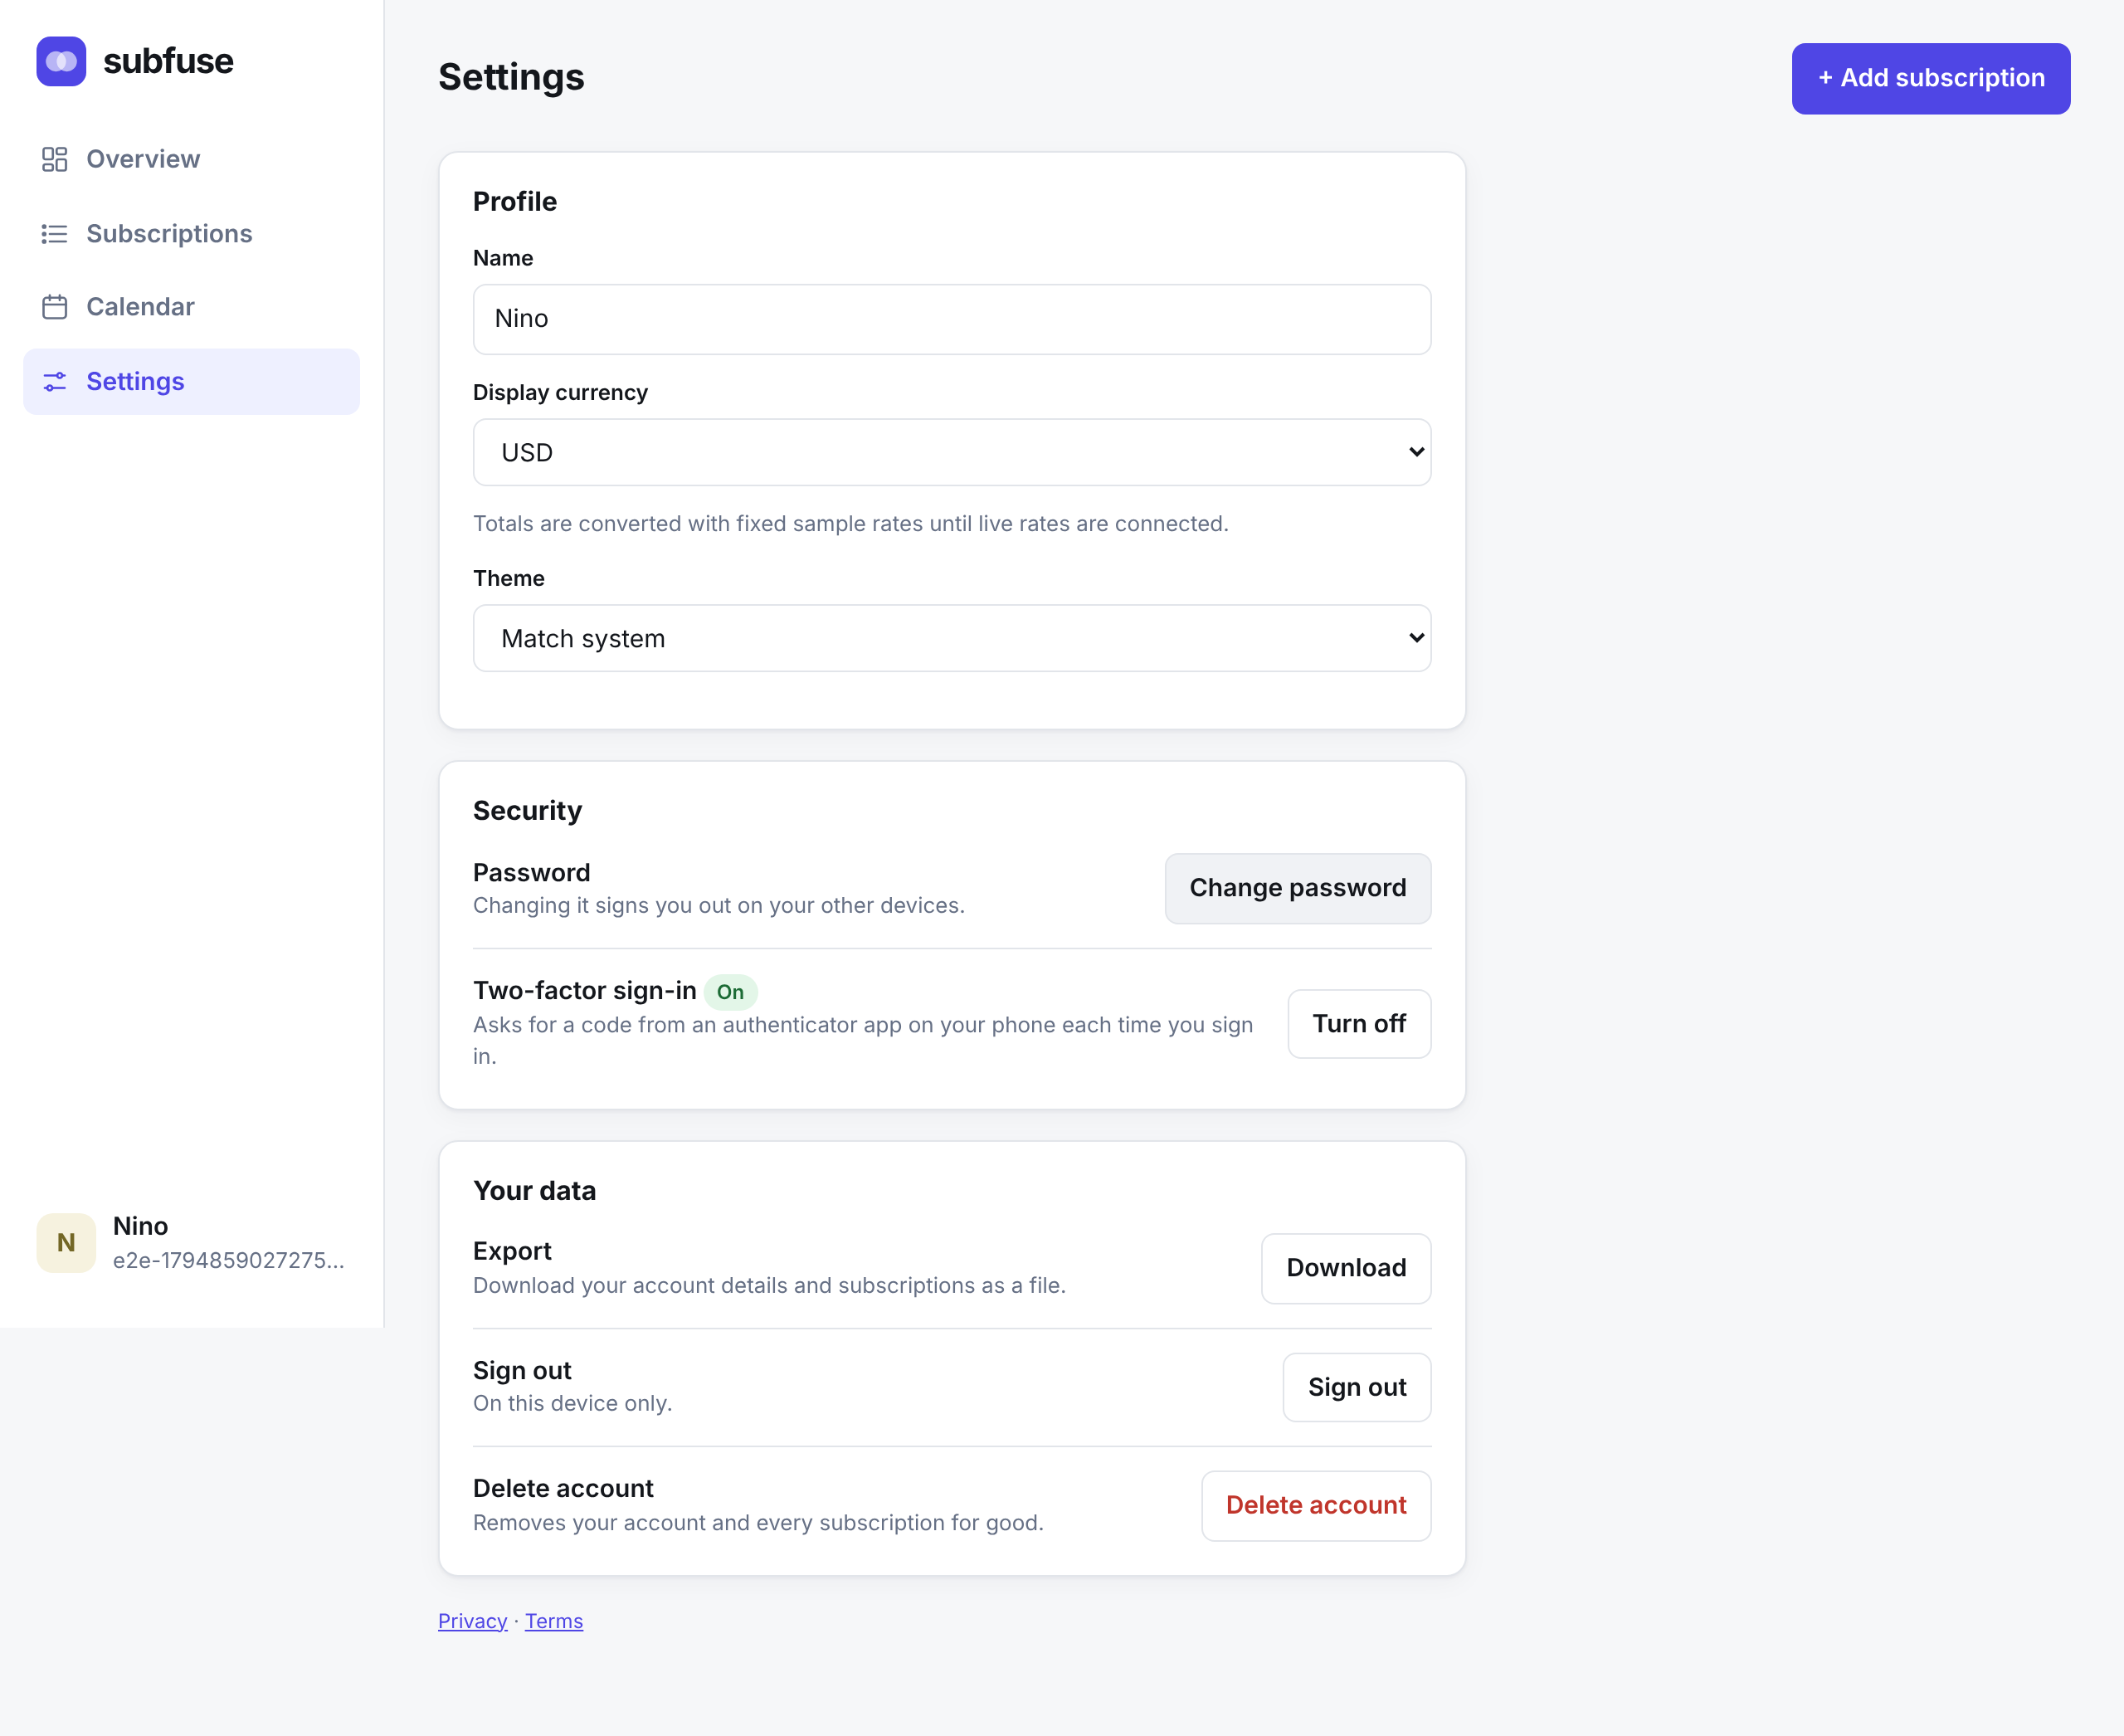 subfuse
Overview
Subscriptions
Calendar
Settings
Nino
e2e-1794859027275...
Settings
+ Add subscription
Profile
Name
Nino
Display currency
USD
Totals are converted with fixed sample rates until live rates are connected.
Theme
Match system
Security
Password
Changing it signs you out on your other devices.
Change password
Two-factor sign-in On
Asks for a code from an authenticator app on your phone each time you sign
in.
Turn off
Your data
Export
Download your account details and subscriptions as a file.
Download
Sign out
On this device only.
Sign out
Delete account
Removes your account and every subscription for good.
Delete account
Privacy · Terms
N